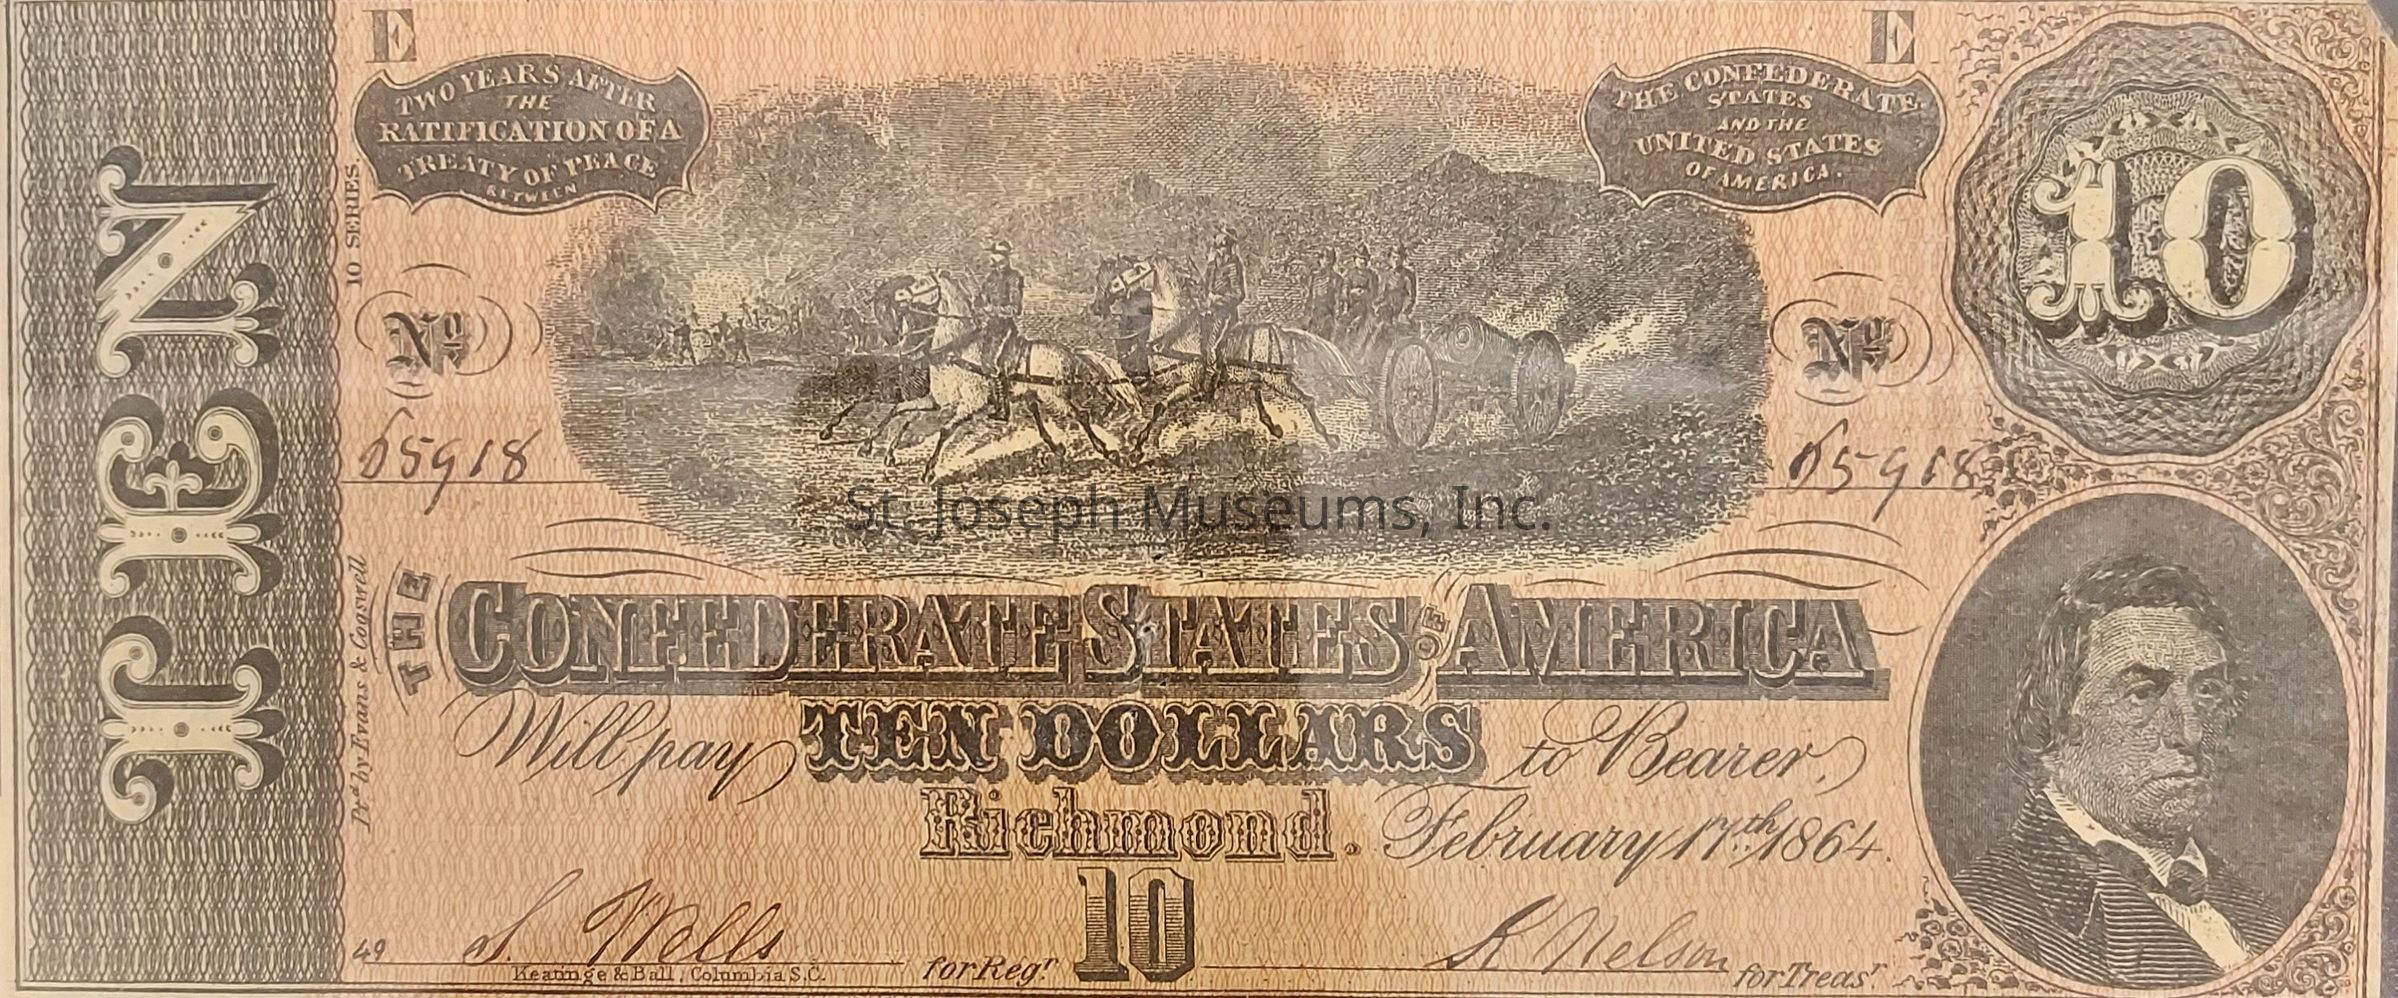 E
E
TWO YEARS AFTER
THE
RATIFICATION OF A
TREATY OF PEACE
BETWEEN
THE CONFEDERATE
STATES
AND THE
UNITED STATES
OF AMERICA.
10
TEN
10 SERIES.
No
No
65918
65918
St. Joseph Museums, Inc.
Ptd by Evans & Cogswell
THE
CONFEDERATE STATES OF AMERICA
Will pay TEN DOLLARS to Bearer.
Richmond. February 17th 1864.
49
S. Wells
for Regr
10
K Nelson
for Treasr
Keatinge & Ball, Columbia S.C.